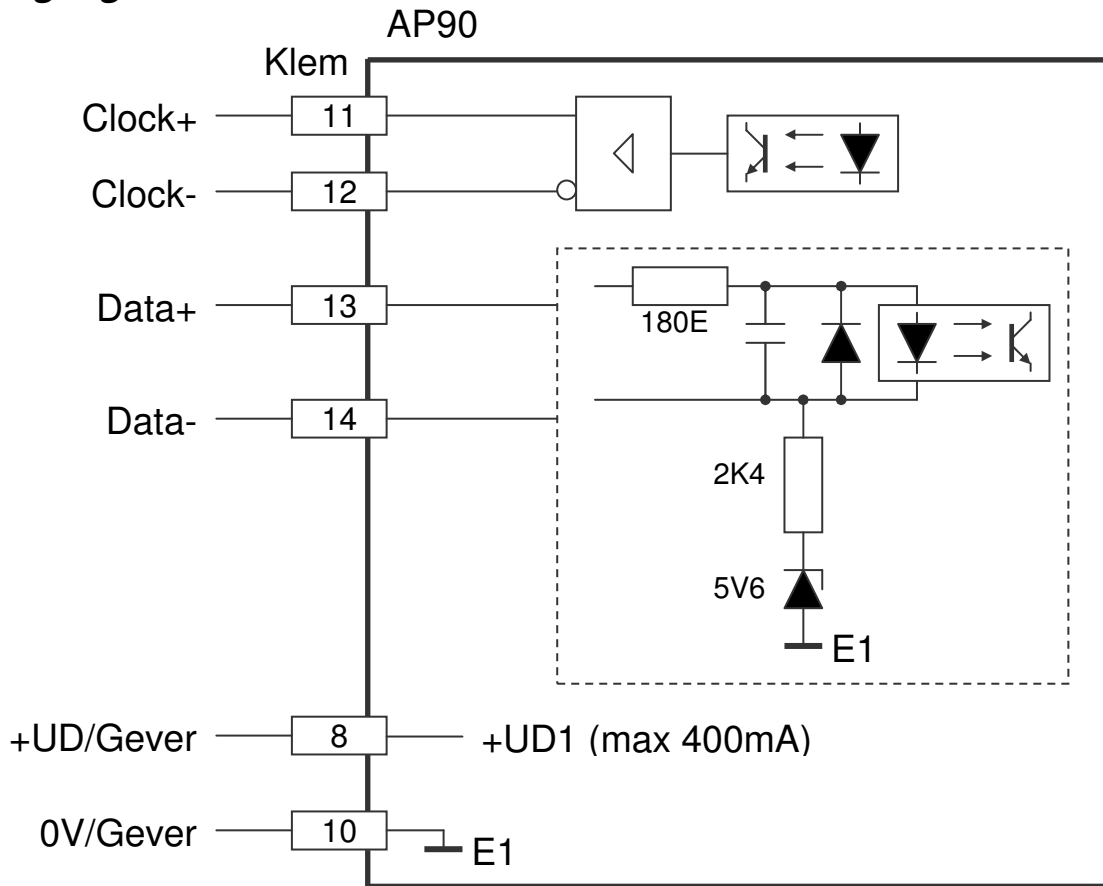 AP90
Klem
Clock+ 11
Clock- 12
Data+ 13
180E
Data- 14
2K4
5V6
E1
+UD/Gever 8 +UD1 (max 400mA)
0V/Gever 10 E1